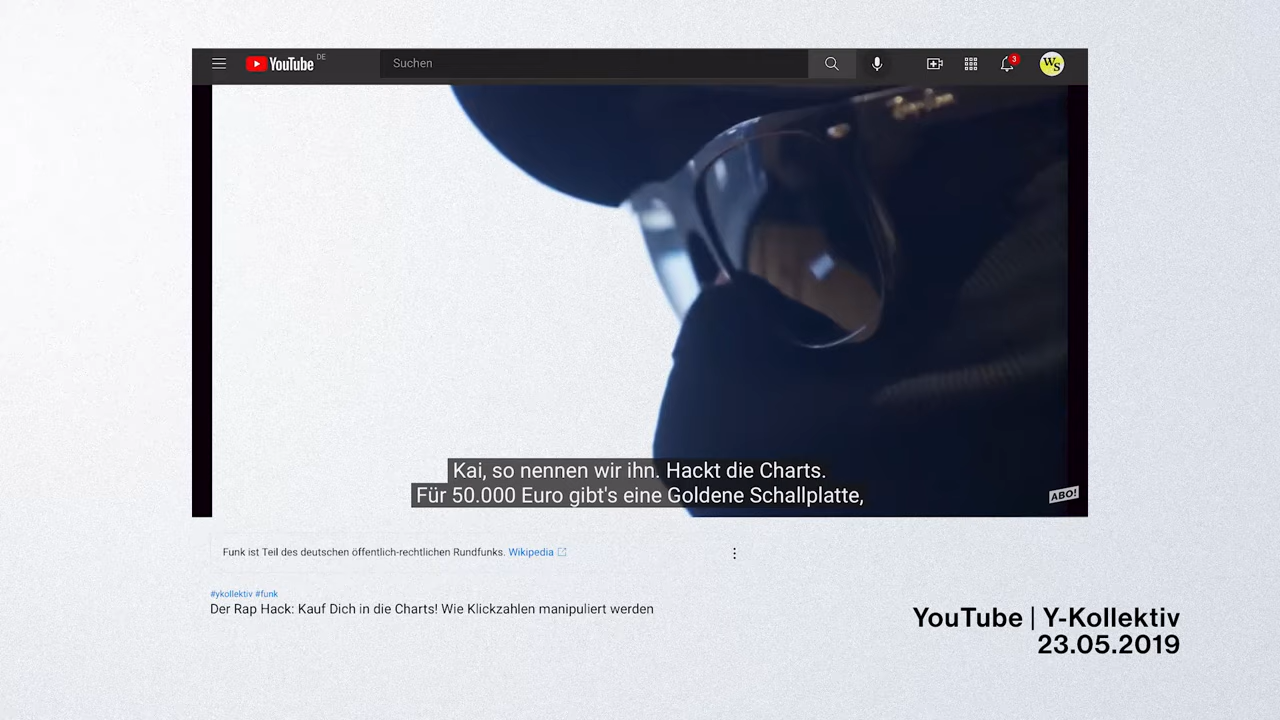 YouTube DE
Suchen
3
WS
Ray-Ban
Kai, so nennen wir ihn. Hackt die Charts.
Für 50.000 Euro gibt's eine Goldene Schallplatte,
ABO!
Funk ist Teil des deutschen öffentlich-rechtlichen Rundfunks. Wikipedia
#ykollektiv #funk
Der Rap Hack: Kauf Dich in die Charts! Wie Klickzahlen manipuliert werden
YouTube | Y-Kollektiv
23.05.2019